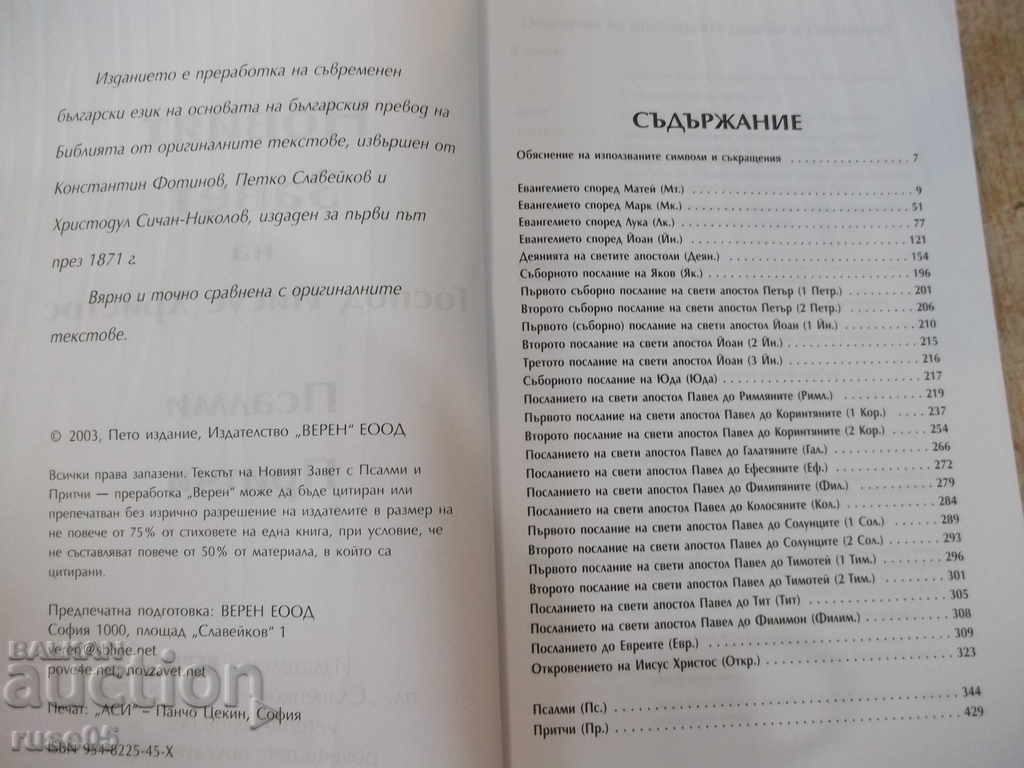 Изданието е преработка на съвременен
български език на основата на българския превод на
Библията от оригиналните текстове, извършен от
Константин Фотинов, Петко Славейков и
Христодул Сичан-Николов, издаден за първи път
през 1871 г.
Вярно и точно сравнена с оригиналните
текстове.
© 2003, Пето издание, Издателство „ВЕРЕН“ ЕООД
Всички права запазени. Текстът на Новият Завет с Псалми и
Притчи — преработка „Верен“ може да бъде цитиран или
препечатван без изрично разрешение на издателите в размер на
не повече от 75% от стиховете на една книга, при условие, че
не съставляват повече от 50% от материала, в който са
цитирани.
Предпечатна подготовка: ВЕРЕН ЕООД
София 1000, площад „Славейков“ 1
veren@sbline.net
pove4e.net, novzavet.net
Печат: „АСИ“ – Панчо Цекин, София
ISBN 954-8225-45-X
БАЛКАН
auction
ruse05
СЪДЪРЖАНИЕ
Обяснение на използваните символи и съкращения . . . . . . . . . . . . . . . . . 7
Евангелието според Матей (Мт.) . . . . . . . . . . . . . . . . . 9
Евангелието според Марк (Мк.) . . . . . . . . . . . . . . . . . 51
Евангелието според Лука (Лк.) . . . . . . . . . . . . . . . . . 77
Евангелието според Йоан (Йн.) . . . . . . . . . . . . . . . . . 121
Деянията на светите апостоли (Деян.) . . . . . . . . . . . . . . . . . 154
Съборното послание на Яков (Як.) . . . . . . . . . . . . . . . . . 196
Първото съборно послание на свети апостол Петър (1 Петр.) . . . . . . . . . 201
Второто съборно послание на свети апостол Петър (2 Петр.) . . . . . . . . . 206
Първото (съборно) послание на свети апостол Йоан (1 Йн.) . . . . . . . . . 210
Второто послание на свети апостол Йоан (2 Йн.) . . . . . . . . . . . . . 215
Третото послание на свети апостол Йоан (3 Йн.) . . . . . . . . . . . . . 216
Съборното послание на Юда (Юда) . . . . . . . . . . . . . . . . . 217
Посланието на свети апостол Павел до Римляните (Римл.) . . . . . . . . . 219
Първото послание на свети апостол Павел до Коринтяните (1 Кор.) . . . . 237
Второто послание на свети апостол Павел до Коринтяните (2 Кор.) . . . . . 254
Посланието на свети апостол Павел до Галатяните (Гал.) . . . . . . . . . 266
Посланието на свети апостол Павел до Ефесяните (Еф.) . . . . . . . . . 272
Посланието на свети апостол Павел до Филипяните (Фил.) . . . . . . . . . 279
Посланието на свети апостол Павел до Колосяните (Кол.) . . . . . . . . . 284
Първото послание на свети апостол Павел до Солунците (1 Сол.) . . . . . 289
Второто послание на свети апостол Павел до Солунците (2 Сол.) . . . . . 293
Първото послание на свети апостол Павел до Тимотей (1 Тим.) . . . . . . 296
Второто послание на свети апостол Павел до Тимотей (2 Тим.) . . . . . . 301
Посланието на свети апостол Павел до Тит (Тит) . . . . . . . . . . . . . 305
Посланието на свети апостол Павел до Филимон (Филим.) . . . . . . . . . 308
Посланието до Евреите (Евр.) . . . . . . . . . . . . . . . . . 309
Откровението на Иисус Христос (Откр.) . . . . . . . . . . . . . . . . . 323
Псалми (Пс.) . . . . . . . . . . . . . . . . . 344
Притчи (Пр.) . . . . . . . . . . . . . . . . . 429